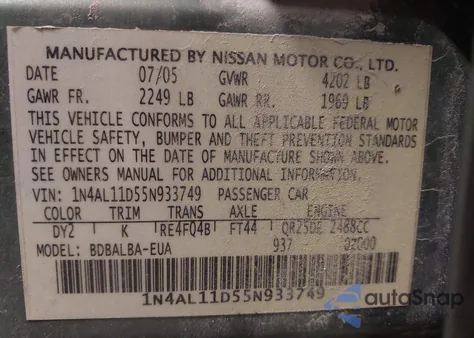 MANUFACTURED BY NISSAN MOTOR CO., LTD.
DATE 07/05 GVWR 4202 LB
GAWR FR. 2249 LB GAWR RR. 1969 LB
THIS VEHICLE CONFORMS TO ALL APPLICABLE FEDERAL MOTOR
VEHICLE SAFETY, BUMPER AND THEFT PREVENTION STANDARDS
IN EFFECT ON THE DATE OF MANUFACTURE SHOWN ABOVE.
SEE OWNERS MANUAL FOR ADDITIONAL INFORMATION.
VIN: 1N4AL11D55N933749 PASSENGER CAR
COLOR TRIM TRANS AXLE ENGINE
DY2 K RE4F04B FT44 QR25DE 2488CC
MODEL: BDBALBA-EUA 937 02000
1N4AL11D55N933749
autoSnap